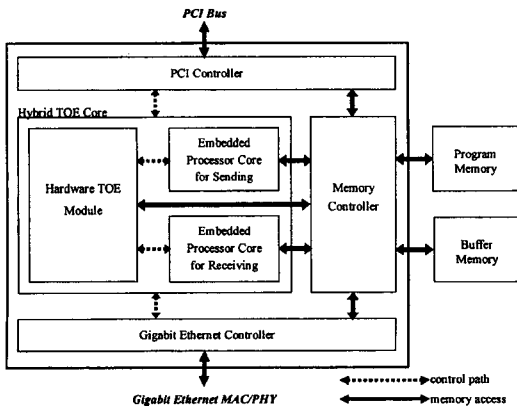 PCI Bus
PCI Controller
Hybrid TOE Core
Hardware TOE
Module
Embedded
Processor Core
for Sending
Embedded
Processor Core
for Receiving
Memory
Controller
Program
Memory
Buffer
Memory
Gigabit Ethernet Controller
Gigabit Ethernet MAC/PHY
control path
memory access